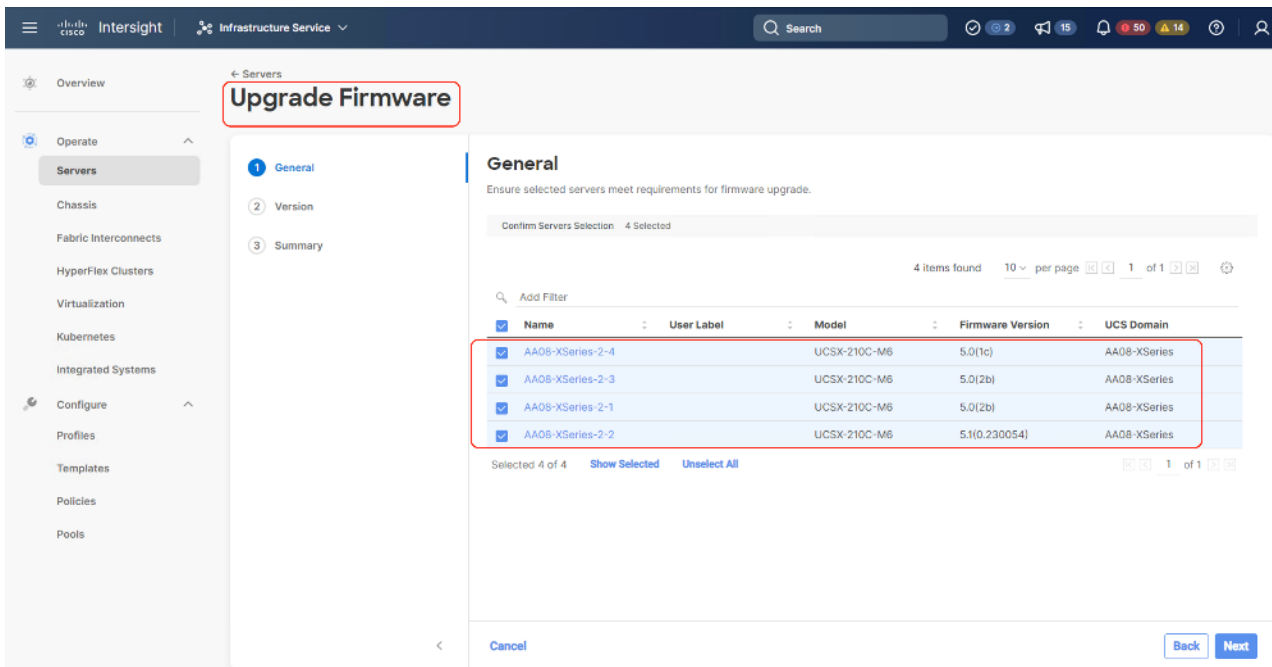 cisco Intersight Infrastructure Service Search 2 15 50 14
Overview
Operate
Servers
Chassis
Fabric Interconnects
HyperFlex Clusters
Virtualization
Kubernetes
Integrated Systems
Configure
Profiles
Templates
Policies
Pools
← Servers
Upgrade Firmware
1 General
2 Version
3 Summary
General
Ensure selected servers meet requirements for firmware upgrade.
Confirm Servers Selection 4 Selected
4 items found 10 per page 1 of 1
Add Filter
Name User Label Model Firmware Version UCS Domain
AA08-XSeries-2-4 UCSX-210C-M6 5.0(1c) AA08-XSeries
AA08-XSeries-2-3 UCSX-210C-M6 5.0(2b) AA08-XSeries
AA08-XSeries-2-1 UCSX-210C-M6 5.0(2b) AA08-XSeries
AA08-XSeries-2-2 UCSX-210C-M6 5.1(0.230054) AA08-XSeries
Selected 4 of 4 Show Selected Unselect All 1 of 1
Cancel Back Next